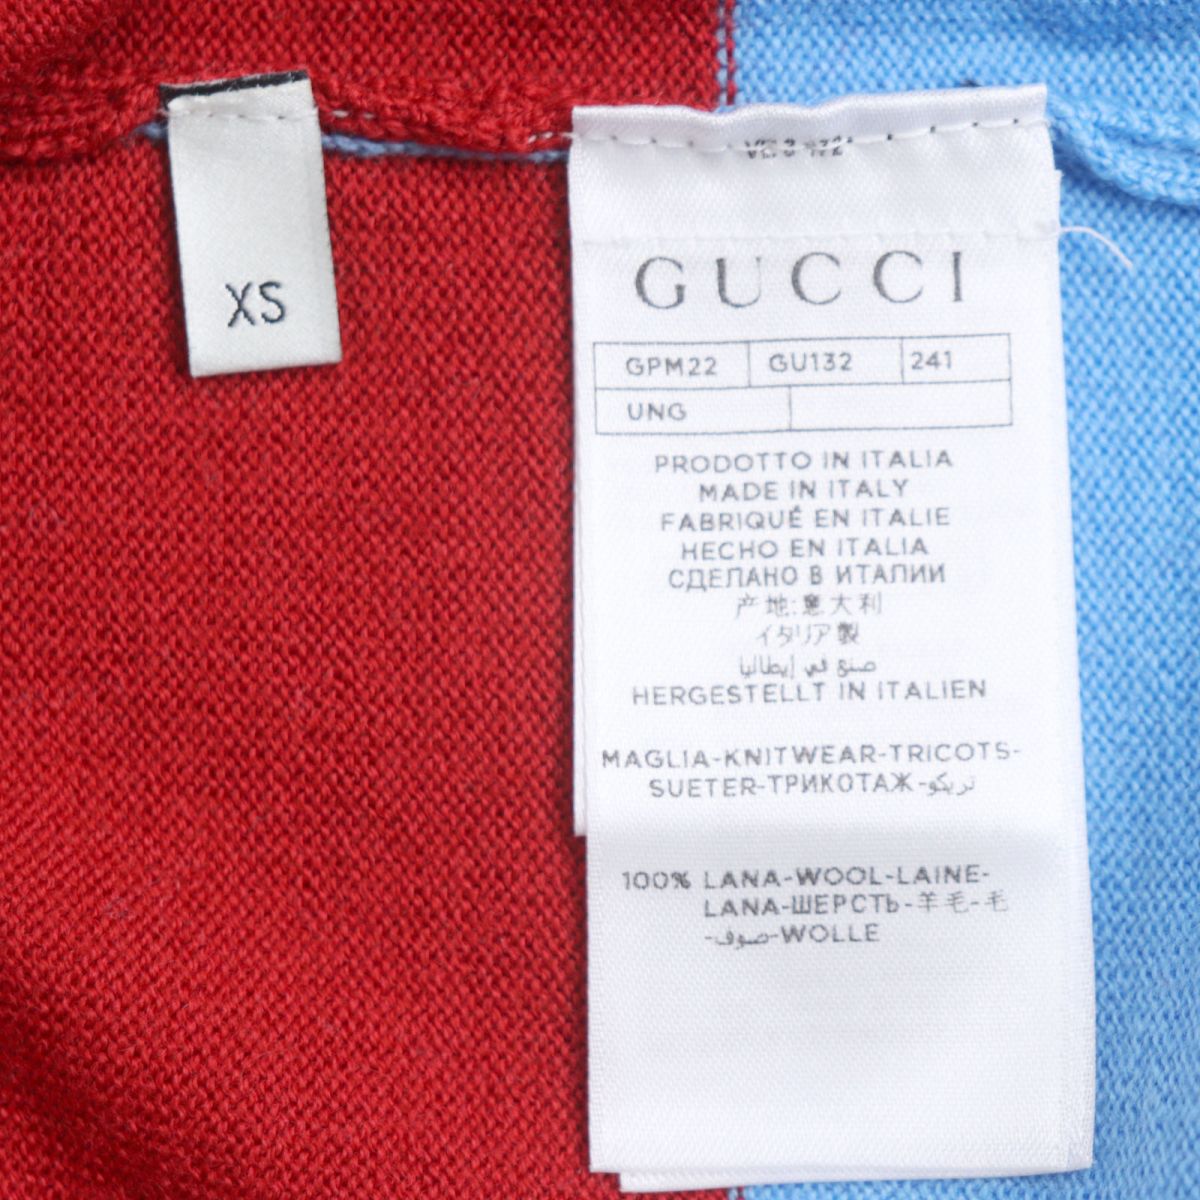 XS
GUCCI
GPM22 GU132 241
UNG
PRODOTTO IN ITALIA
MADE IN ITALY
FABRIQUÉ EN ITALIE
HECHO EN ITALIA
СДЕЛАНО В ИТАЛИИ
产地:意大利
イタリア製
صنع في إيطاليا
HERGESTELLT IN ITALIEN
MAGLIA-KNITWEAR-TRICOTS-
SUETER-ТРИКОТАЖ-تريكو
100% LANA-WOOL-LAINE-
LANA-ШЕРСТЬ-羊毛-毛
-صوف-WOLLE